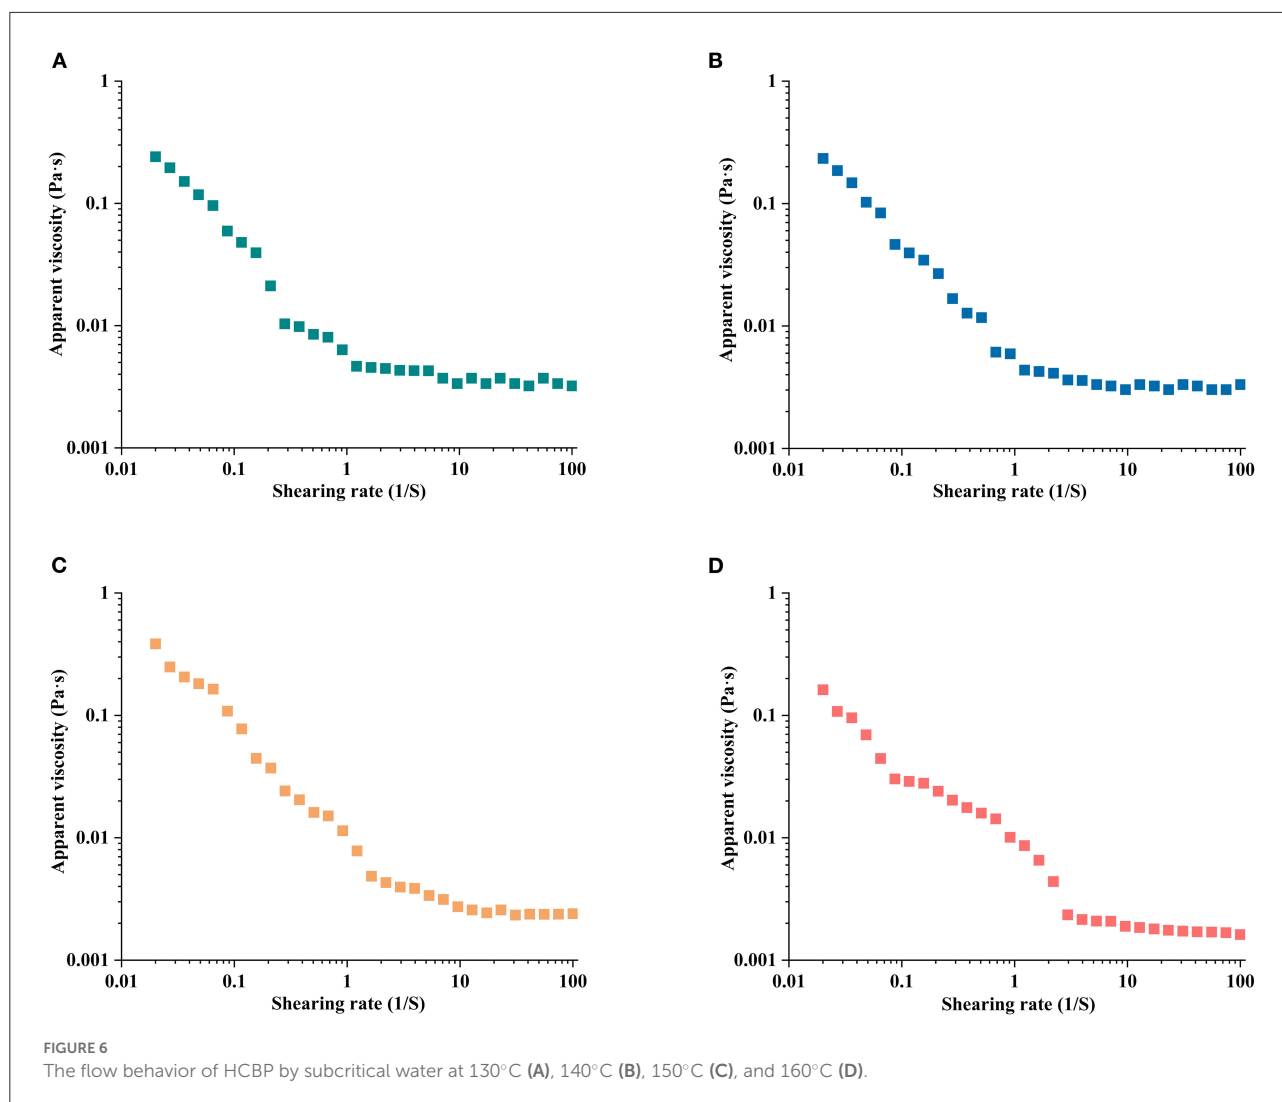 A
1
0.1
0.01
0.001
0.01 0.1 1 10 100
Apparent viscosity (Pa·s)
Shearing rate (1/S)
B
1
0.1
0.01
0.001
0.01 0.1 1 10 100
Apparent viscosity (Pa·s)
Shearing rate (1/S)
C
1
0.1
0.01
0.001
0.01 0.1 1 10 100
Apparent viscosity (Pa·s)
Shearing rate (1/S)
D
1
0.1
0.01
0.001
0.01 0.1 1 10 100
Apparent viscosity (Pa·s)
Shearing rate (1/S)
FIGURE 6
The flow behavior of HCBP by subcritical water at 130°C (A), 140°C (B), 150°C (C), and 160°C (D).